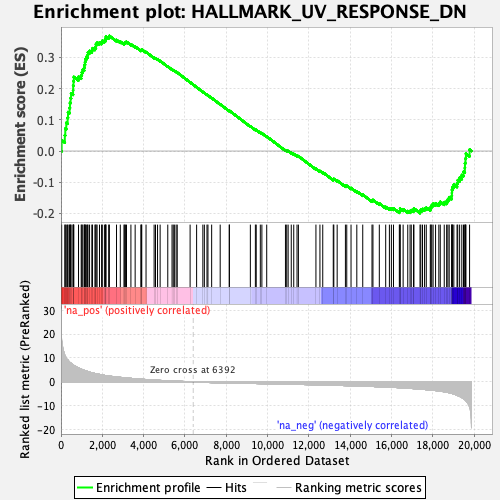 Enrichment plot: HALLMARK_UV_RESPONSE_DN
Enrichment score (ES)
0.3
0.2
0.1
0.0
-0.1
-0.2
'na_pos' (positively correlated)
Ranked list metric (PreRanked)
30
20
10
0
-10
-20
Zero cross at 6392
'na_neg' (negatively correlated)
0
2,000
4,000
6,000
8,000
10,000
12,000
14,000
16,000
18,000
20,000
Rank in Ordered Dataset
Enrichment profile
Hits
Ranking metric scores